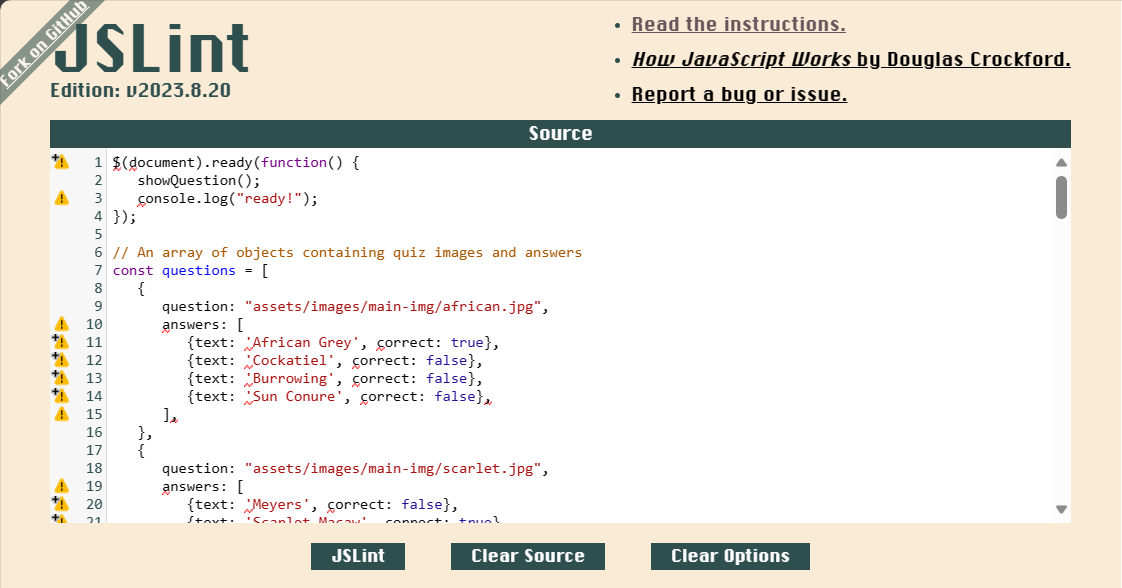 Fork on GitHub
JSLint
Edition: v2023.8.20
Read the instructions.
How JavaScript Works by Douglas Crockford.
Report a bug or issue.
Source
1 $(document).ready(function() {
2 showQuestion();
3 console.log("ready!");
4 });
5
6 // An array of objects containing quiz images and answers
7 const questions = [
8 {
9 question: "assets/images/main-img/african.jpg",
10 answers: [
11 {text: 'African Grey', correct: true},
12 {text: 'Cockatiel', correct: false},
13 {text: 'Burrowing', correct: false},
14 {text: 'Sun Conure', correct: false},
15 ],
16 },
17 {
18 question: "assets/images/main-img/scarlet.jpg",
19 answers: [
20 {text: 'Meyers', correct: false},
21 {text: 'Scarlet Macaw', correct: true},
JSLint
Clear Source
Clear Options